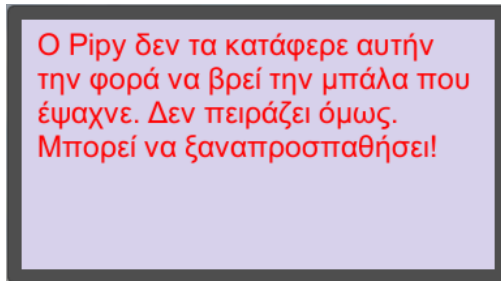 Ο Pipy δεν τα κατάφερε αυτήν
την φορά να βρεί την μπάλα που
έψαχνε. Δεν πειράζει όμως.
Μπορεί να ξαναπροσπαθήσει!